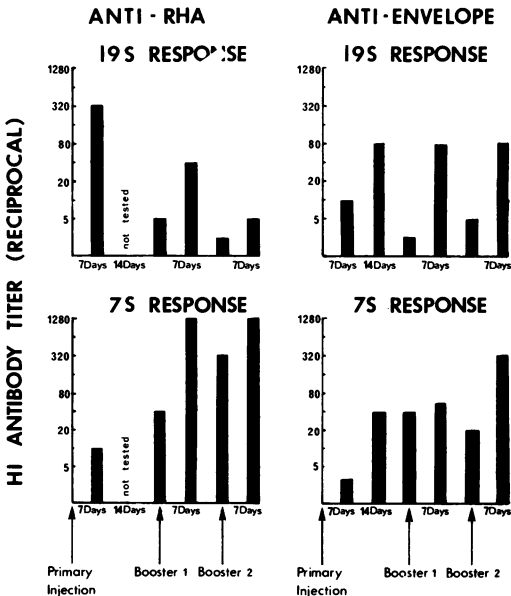 ANTI - RHA
ANTI - ENVELOPE
19S RESPONSE
19S RESPONSE
HI ANTIBODY TITER (RECIPROCAL)
1280
320
80
20
5
not tested
7Days 14Days 7Days 7Days
1280
320
80
20
5
7Days 14Days 7Days 7Days
7S RESPONSE
7S RESPONSE
1280
320
80
20
5
not tested
7Days 14Days 7Days 7Days
1280
320
80
20
5
7Days 14Days 7Days 7Days
Primary
Injection
Booster 1
Booster 2
Primary
Injection
Booster 1
Booster 2